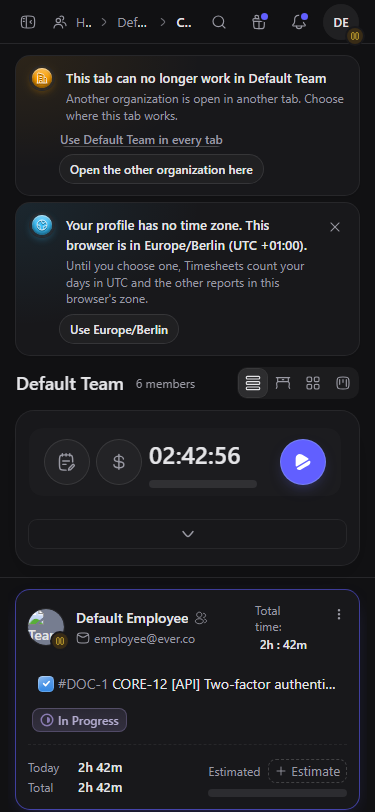 H.. > Def... > C.. DE
This tab can no longer work in Default Team
Another organization is open in another tab. Choose
where this tab works.
Use Default Team in every tab
Open the other organization here
Your profile has no time zone. This
browser is in Europe/Berlin (UTC +01:00).
Until you choose one, Timesheets count your
days in UTC and the other reports in this
browser's zone.
Use Europe/Berlin
Default Team 6 members
02:42:56
Default Employee
employee@ever.co
Total
time:
2h : 42m
#DOC-1 CORE-12 [API] Two-factor authenti...
In Progress
Today 2h 42m
Total 2h 42m
Estimated + Estimate